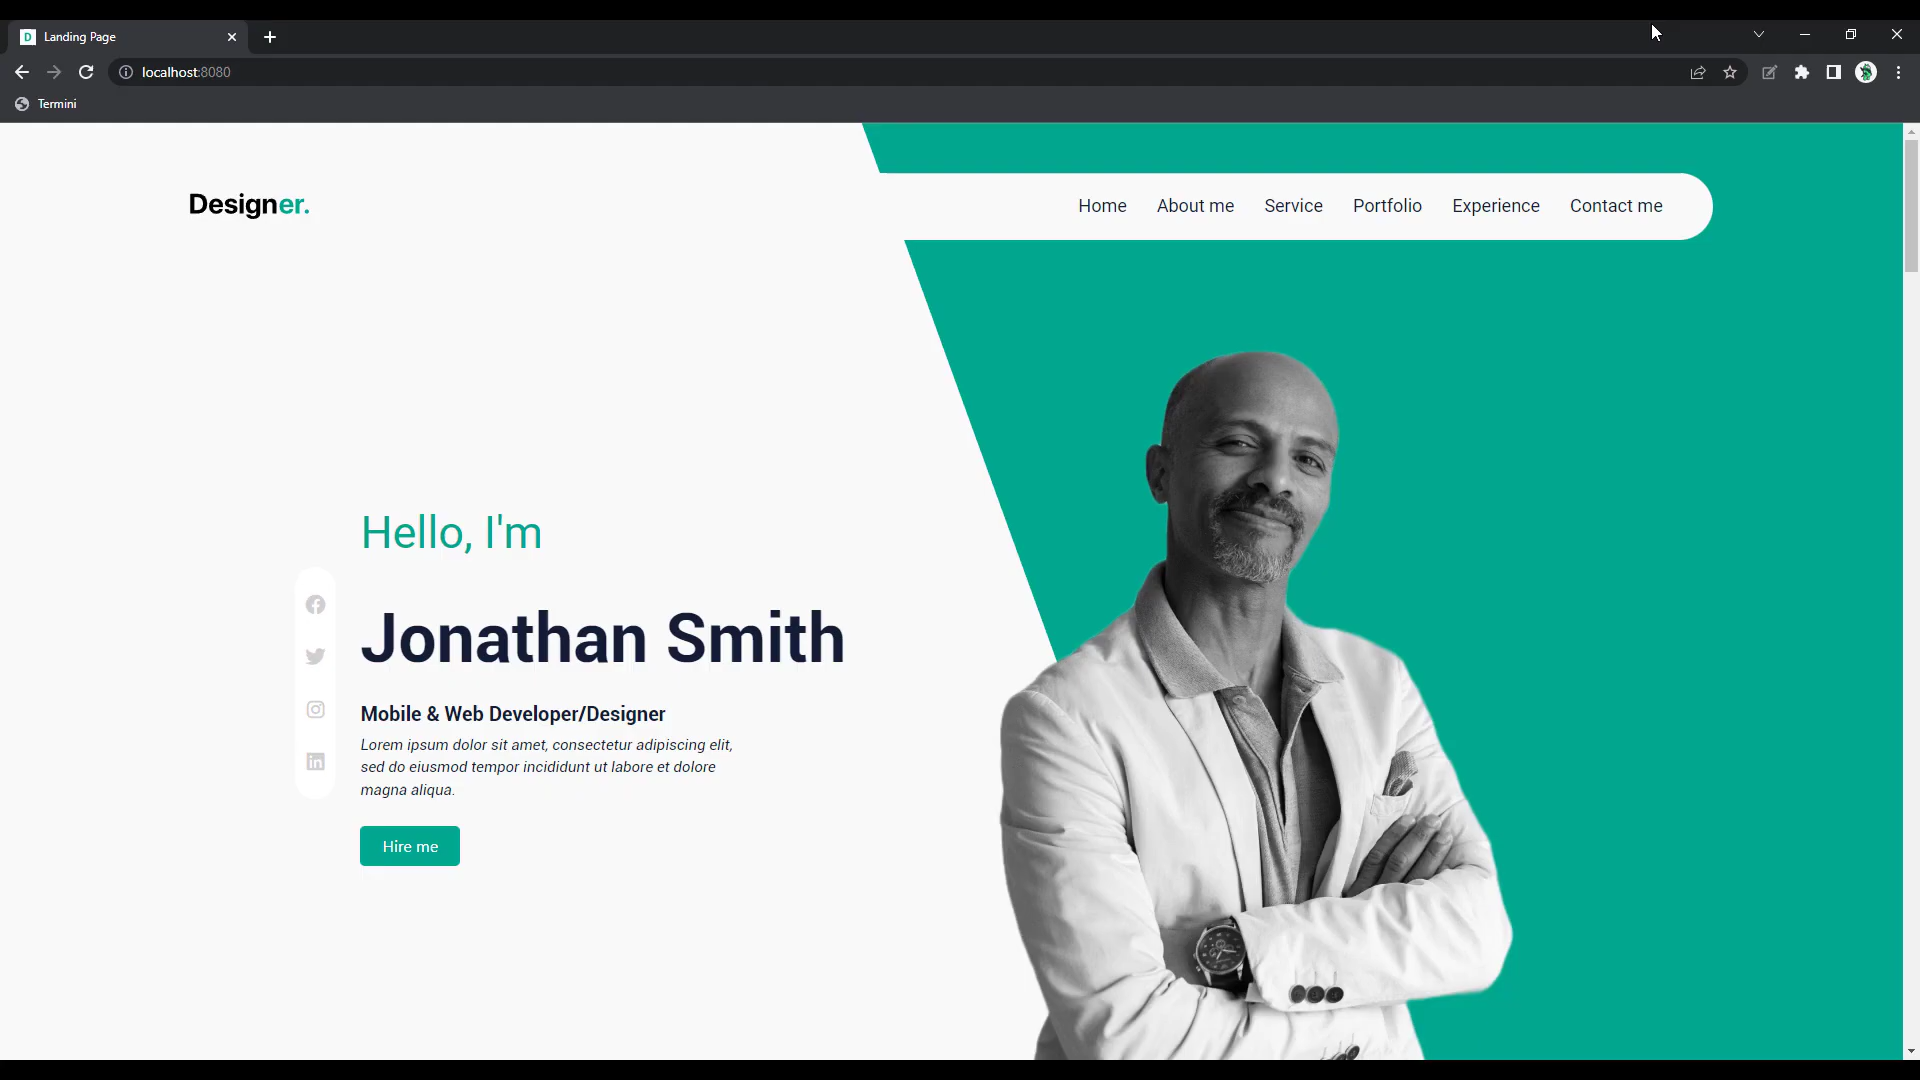 D Landing Page
localhost:8080
Termini
Designer.
Home About me Service Portfolio Experience Contact me
Hello, I'm
Jonathan Smith
Mobile & Web Developer/Designer
Lorem ipsum dolor sit amet, consectetur adipiscing elit,
sed do eiusmod tempor incididunt ut labore et dolore
magna aliqua.
Hire me